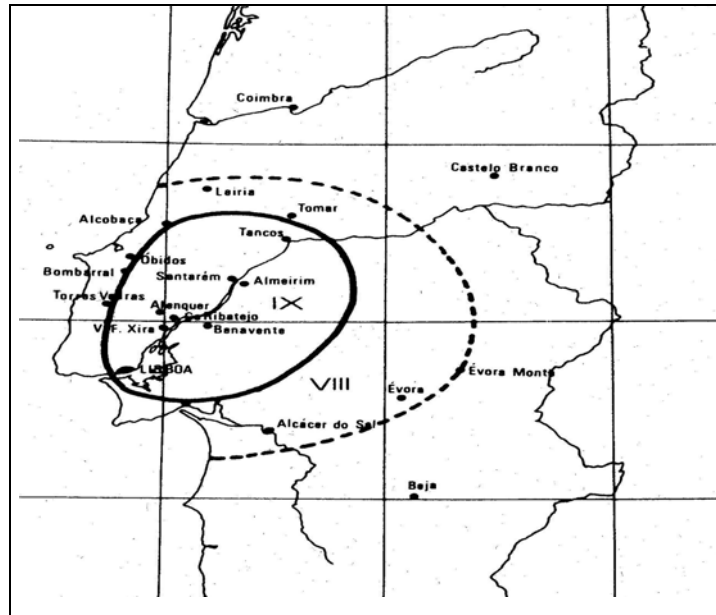 Coimbra
Castelo Branco
Leiria
Tomar
Alcobaça
Tancos
Óbidos
Bombarral
Santarém
Almeirim
Torres Vedras
Alenquer
IX
Ribatejo
V. F. Xira
Benavente
LISBOA
VIII
Évora Monte
Évora
Alcácer do Sal
Beja